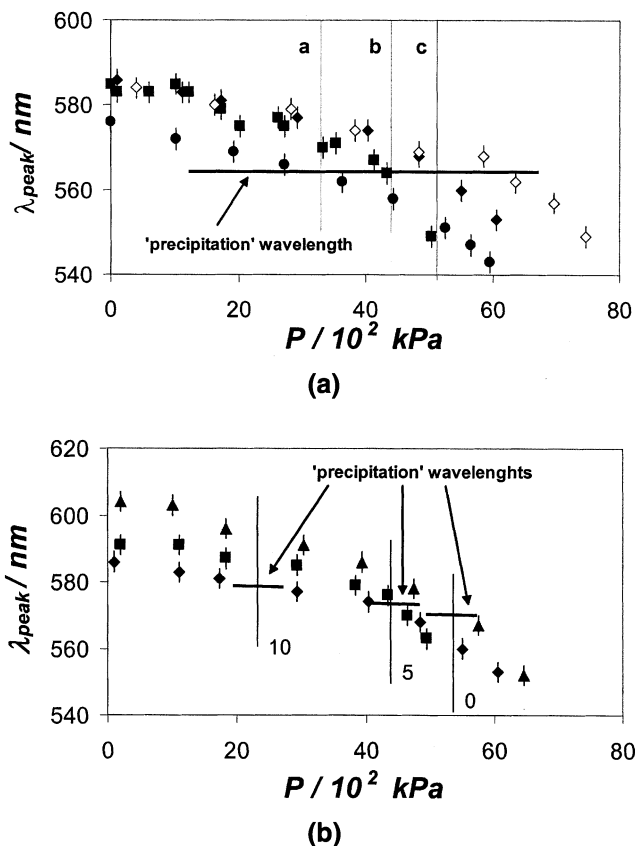 600
a
b
c
580
λpeak/ nm
560
'precipitation' wavelength
540
0
20
40
60
80
P / 10² kPa
(a)
620
'precipitation' wavelenghts
600
λpeak/ nm
580
560
10
5
0
540
0
20
40
60
80
P / 10² kPa
(b)